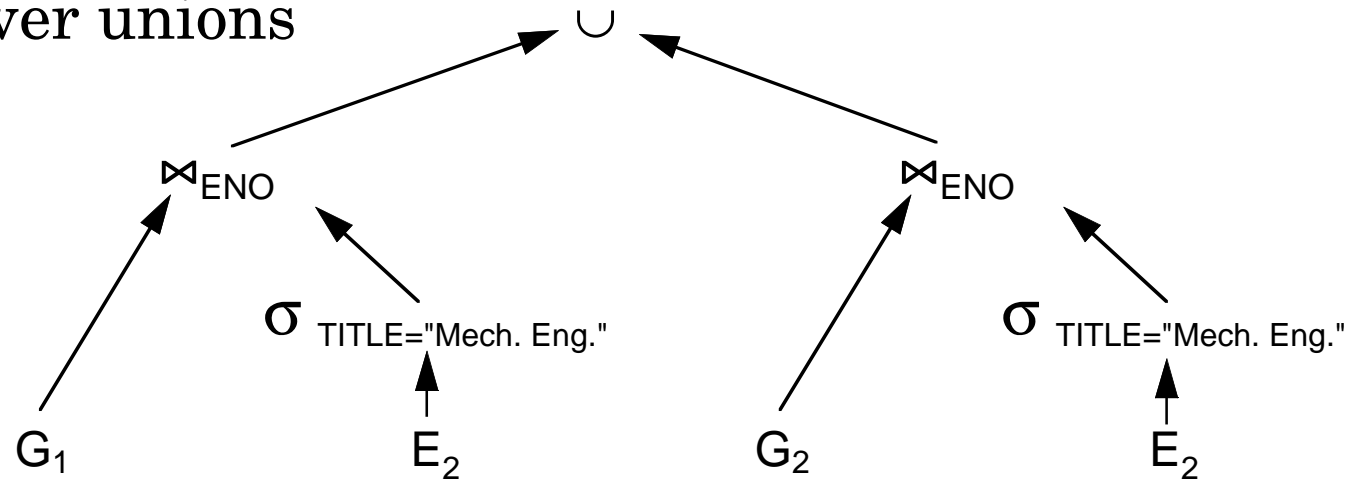 ver unions
∪
⋈ENO ⋈ENO
σ TITLE="Mech. Eng." σ TITLE="Mech. Eng."
G1 E2 G2 E2